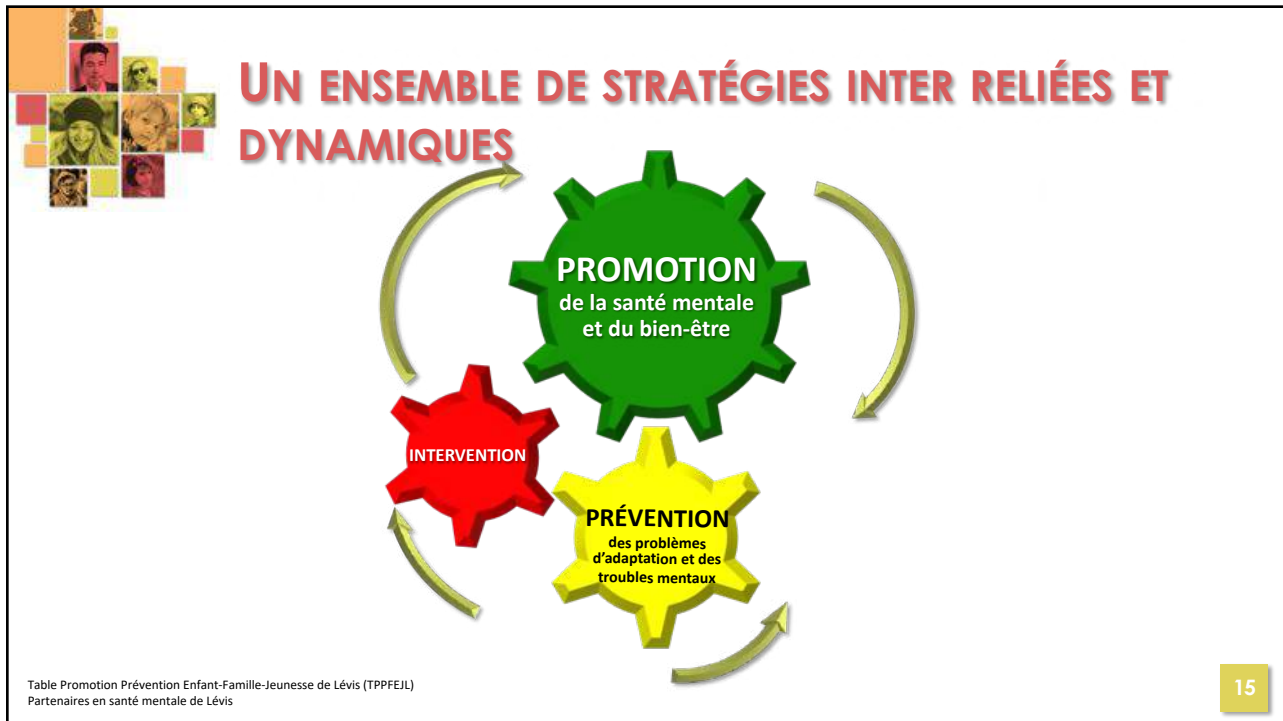 UN ENSEMBLE DE STRATÉGIES INTER RELIÉES ET
DYNAMIQUES
PROMOTION
de la santé mentale
et du bien-être
INTERVENTION
PRÉVENTION
des problèmes
d'adaptation et des
troubles mentaux
Table Promotion Prévention Enfant-Famille-Jeunesse de Lévis (TPPFEJL)
Partenaires en santé mentale de Lévis
15